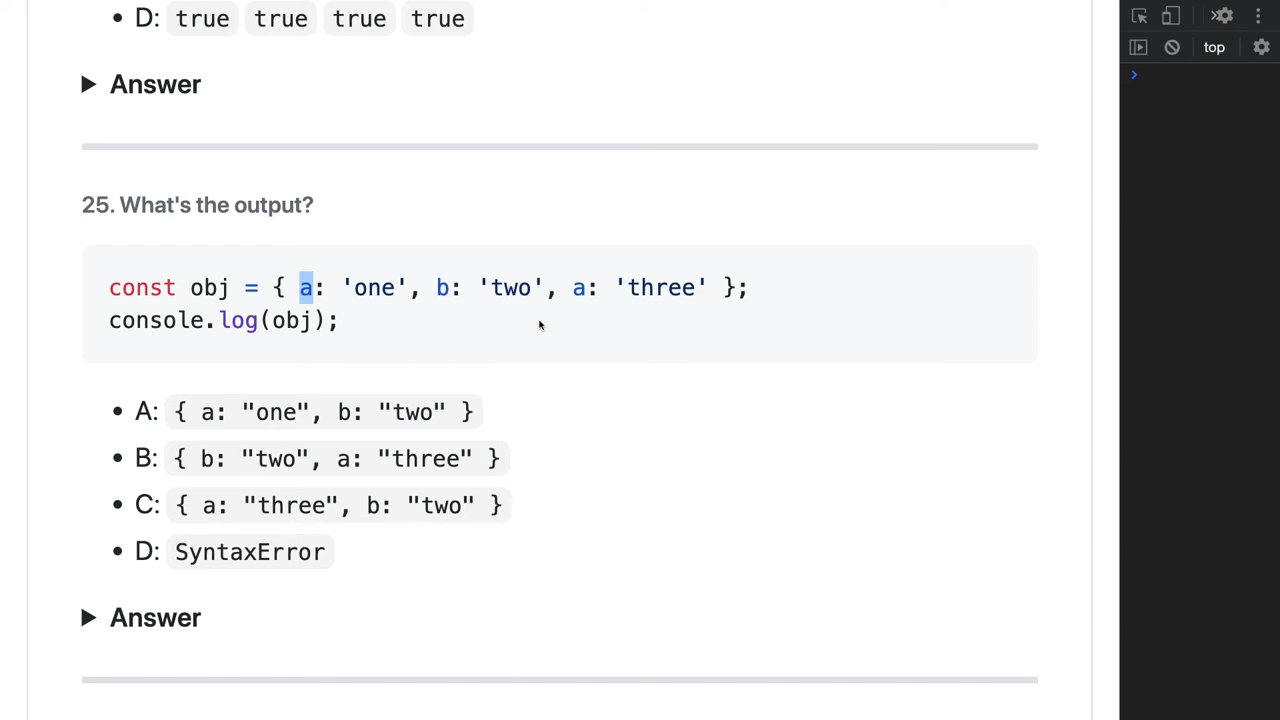 D: true true true true
Answer
top
25. What's the output?
const obj = { a: 'one', b: 'two', a: 'three' };
console.log(obj);
A: { a: "one", b: "two" }
B: { b: "two", a: "three" }
C: { a: "three", b: "two" }
D: SyntaxError
Answer